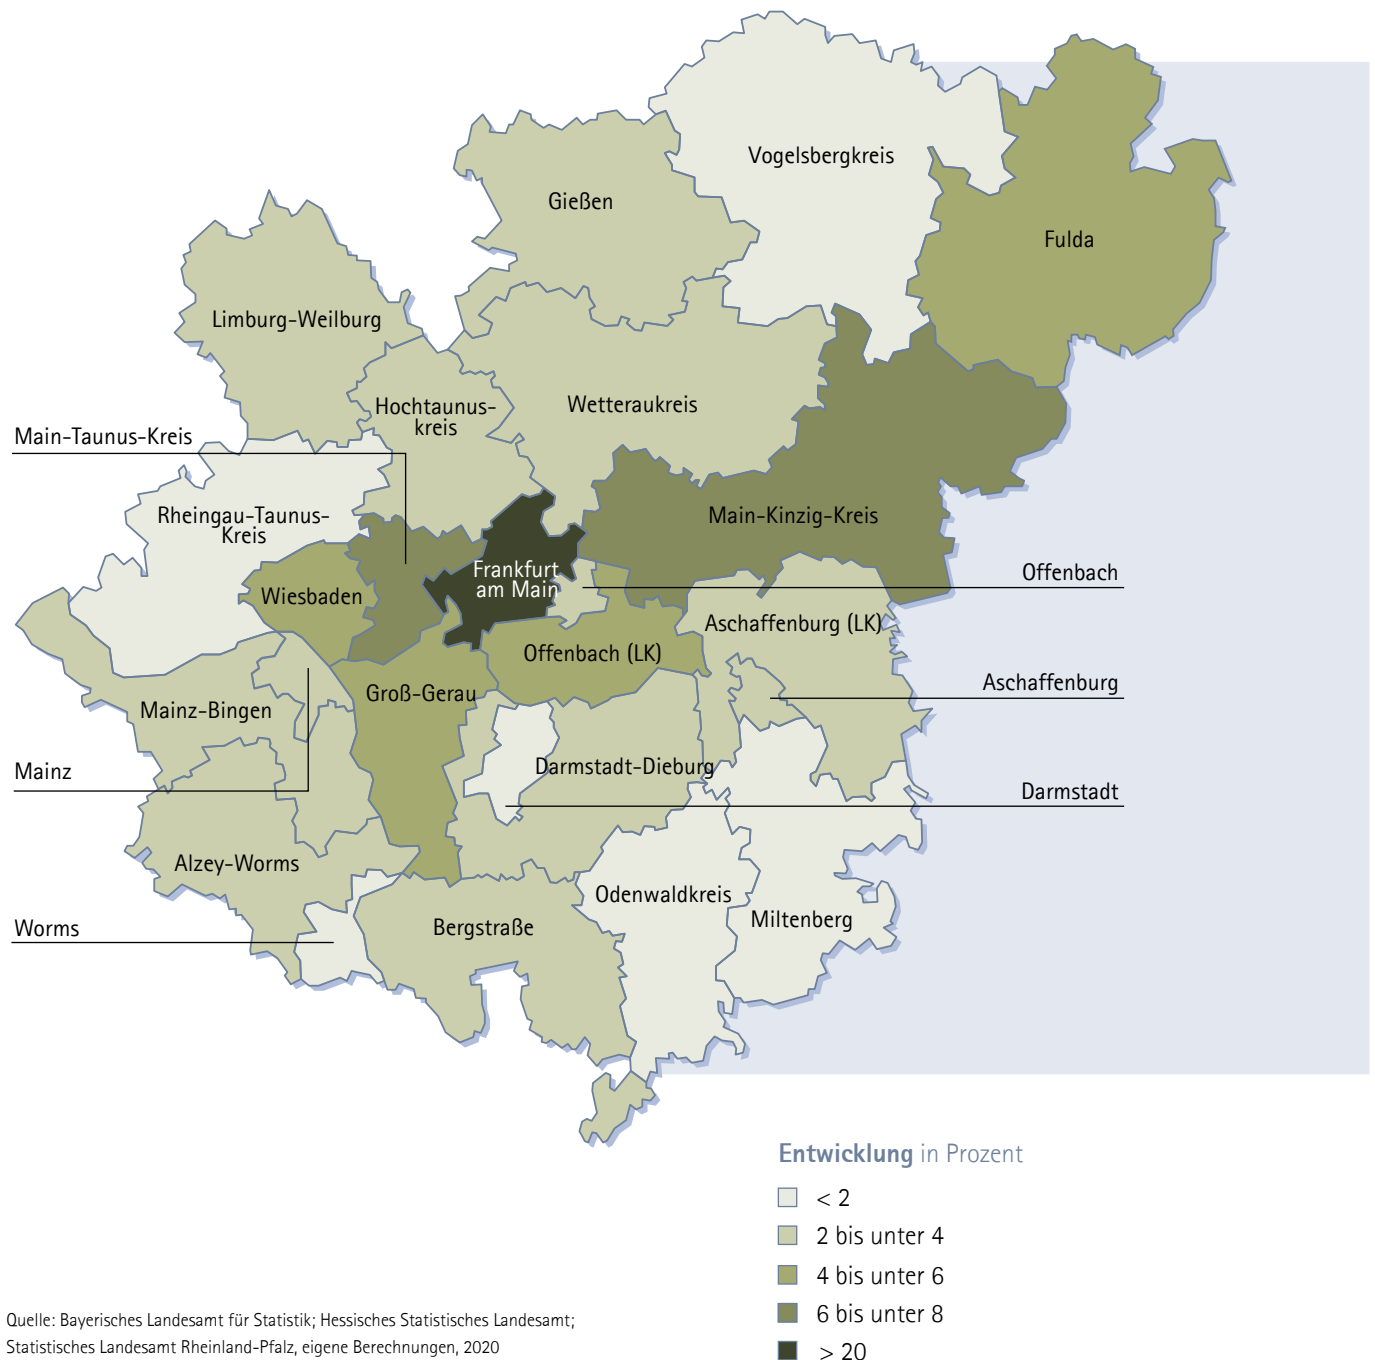 Vogelsbergkreis
Gießen
Fulda
Limburg-Weilburg
Hochtaunus-
kreis
Wetteraukreis
Main-Taunus-Kreis
Rheingau-Taunus-
Kreis
Main-Kinzig-Kreis
Frankfurt
am Main
Offenbach
Wiesbaden
Aschaffenburg (LK)
Offenbach (LK)
Aschaffenburg
Groß-Gerau
Mainz-Bingen
Mainz
Darmstadt-Dieburg
Darmstadt
Alzey-Worms
Odenwaldkreis
Miltenberg
Worms
Bergstraße
Entwicklung in Prozent
< 2
2 bis unter 4
4 bis unter 6
6 bis unter 8
> 20
Quelle: Bayerisches Landesamt für Statistik; Hessisches Statistisches Landesamt;
Statistisches Landesamt Rheinland-Pfalz, eigene Berechnungen, 2020